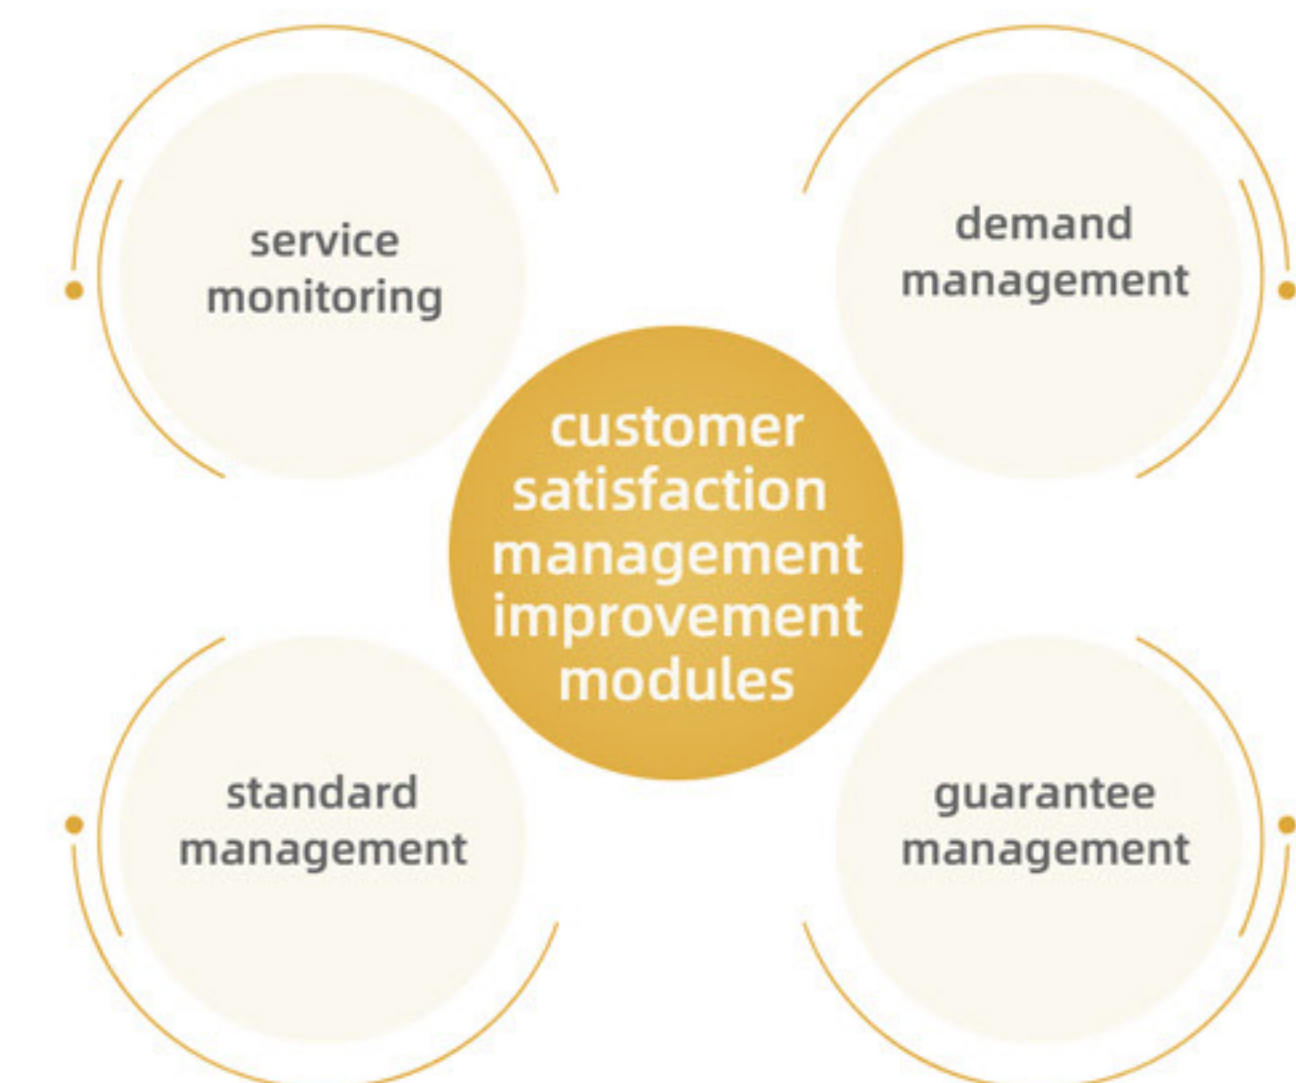 service
monitoring
demand
management
customer
satisfaction
management
improvement
modules
standard
management
guarantee
management